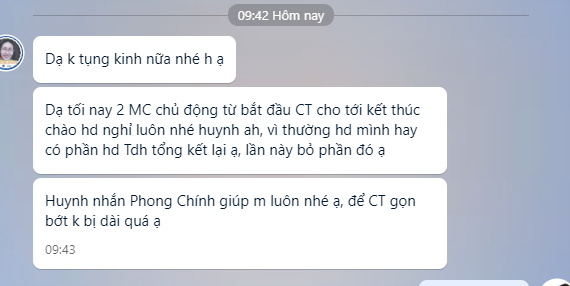 09:42 Hôm nay
Dạ k tụng kinh nữa nhé h ạ
Dạ tối nay 2 MC chủ động từ bắt đầu CT cho tới kết thúc
chào hd nghỉ luôn nhé huynh ah, vì thường hd mình hay
có phần hd Tdh tổng kết lại ạ, lần này bỏ phần đó ạ
Huynh nhắn Phong Chính giúp m luôn nhé ạ, để CT gọn
bớt k bị dài quá ạ
09:43